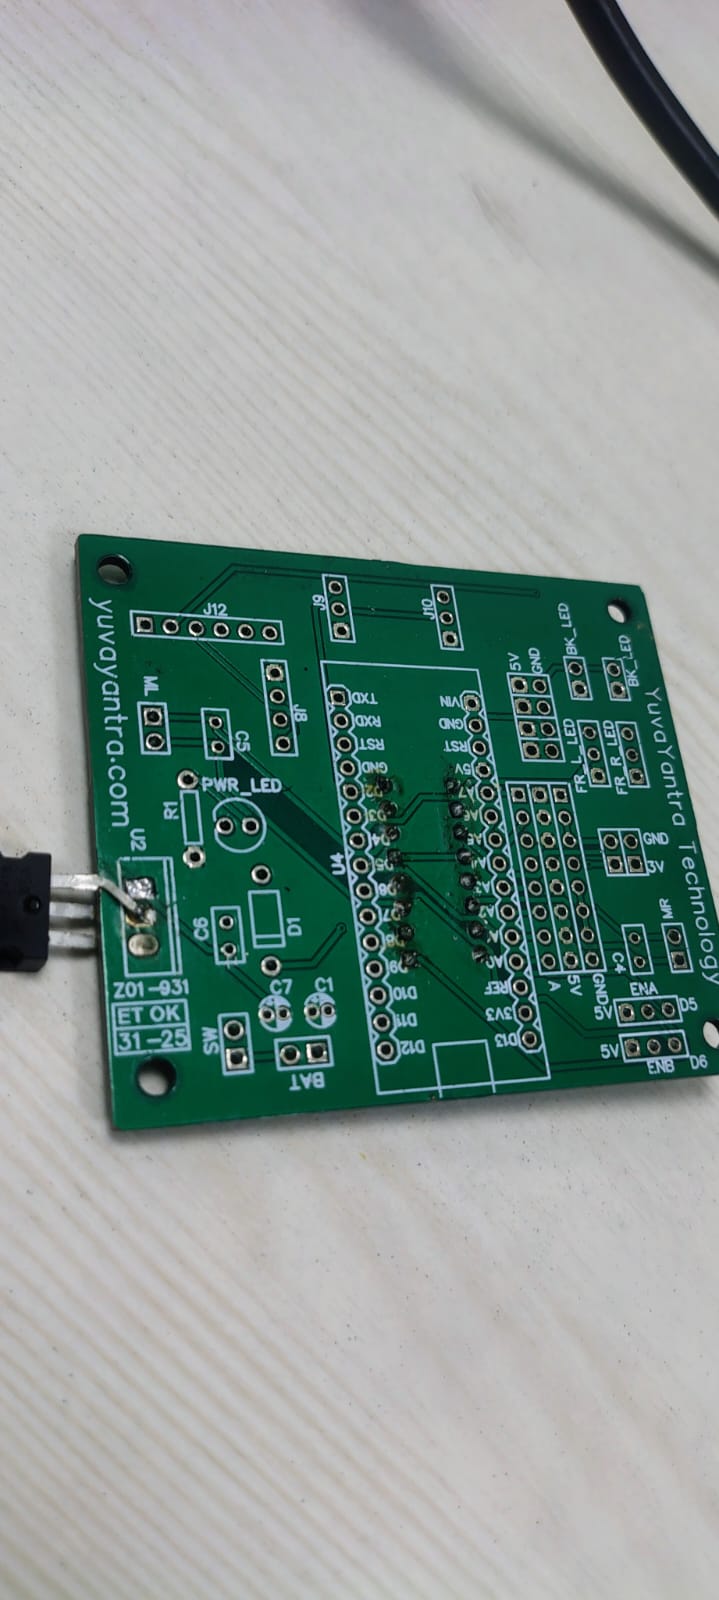 yuvayantra.com
YuvaYantra Technology
J12
J9
J10
ML
C5
J8
PWR_LED
R1
U2
U4
C6
D1
Z01-931
ET OK
31-25
SW
C7
C1
BAT
TXD
RXD
RST
GND
D2
D3
D4
D5
D6
D7
D8
D9
D10
D11
D12
VIN
GND
RST
5V
A7
A6
A5
A4
A3
A2
A1
A0
REF
3V3
D13
5V
GND
BK_LED
BK_LED
FR_L_LED
FR_R_LED
GND
3V
A
5V
GND
C4
MR
ENA
5V
D5
5V
ENB
D6